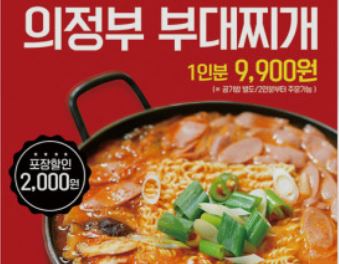 의정부 부대찌개
1인분 9,900원
(※ 공기밥 별도/2인분부터 주문가능)
포장할인
2,000원